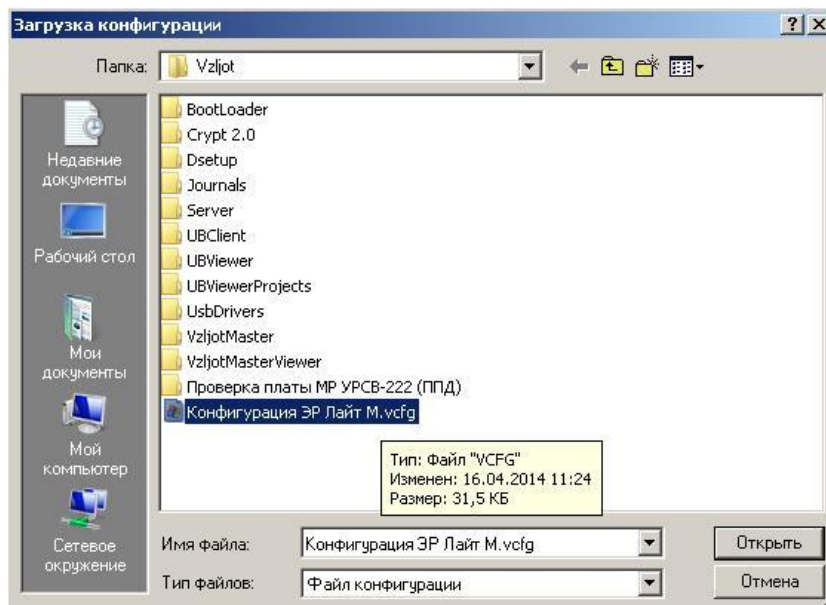 Загрузка конфигурации
Папка: Vzljot
Недавние
документы
Рабочий стол
Мои
документы
Мой
компьютер
Сетевое
окружение
BootLoader
Crypt 2.0
Dsetup
Journals
Server
UBClient
UBViewer
UBViewerProjects
UsbDrivers
VzljotMaster
VzljotMasterViewer
Проверка платы МР УРСВ-222 (ППД)
Конфигурация ЭР Лайт М.vcfg
Тип: Файл "VCFG"
Изменен: 16.04.2014 11:24
Размер: 31,5 КБ
Имя файла: Конфигурация ЭР Лайт М.vcfg Открыть
Тип файлов: Файл конфигурации Отмена